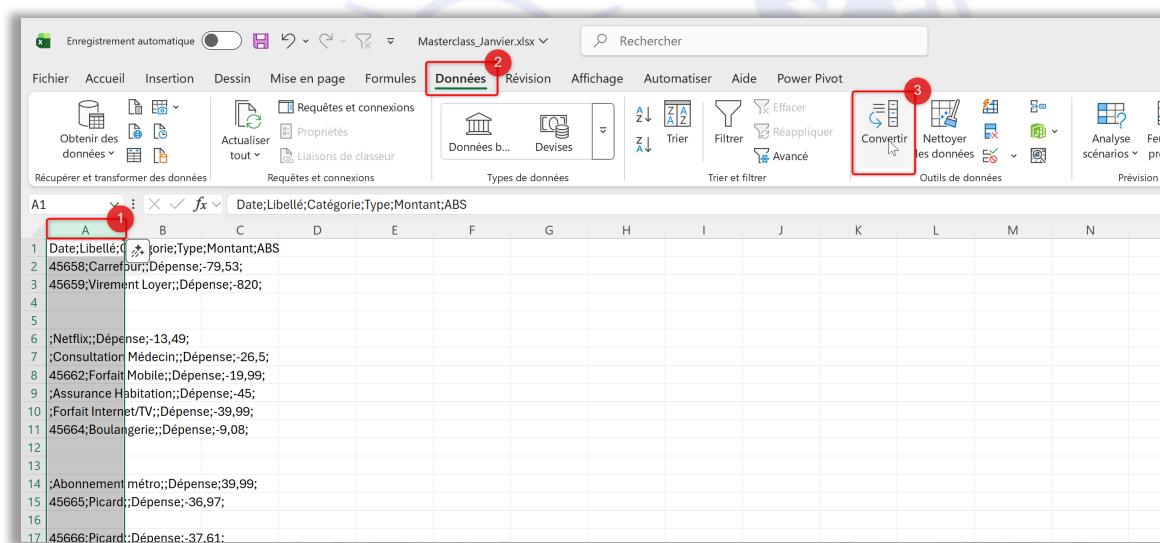 Enregistrement automatique
Masterclass_Janvier.xlsx
Rechercher
Fichier Accueil Insertion Dessin Mise en page Formules Données Révision Affichage Automatiser Aide Power Pivot
2
3
Obtenir des données
Actualiser tout
Requêtes et connexions
Propriétés
Liaisons de classeur
Données b...
Devises
Trier
Filtrer
Effacer
Réappliquer
Avancé
Convertir
Nettoyer
les données
Analyse
scénarios
Récupérer et transformer des données
Requêtes et connexions
Types de données
Trier et filtrer
Outils de données
Prévision
A1
fx
Date;Libellé;Catégorie;Type;Montant;ABS
1
A B C D E F G H I J K L M N
1 Date;Libellé;C gorie;Type;Montant;ABS
2 45658;Carrefour;;Dépense;-79,53;
3 45659;Virement Loyer;;Dépense;-820;
4
5
6 ;Netflix;;Dépense;-13,49;
7 ;Consultation Médecin;;Dépense;-26,5;
8 45662;Forfait Mobile;;Dépense;-19,99;
9 ;Assurance Habitation;;Dépense;-45;
10 ;Forfait Internet/TV;;Dépense;-39,99;
11 45664;Boulangerie;;Dépense;-9,08;
12
13
14 ;Abonnement métro;;Dépense;39,99;
15 45665;Picard;;Dépense;-36,97;
16
17 45666;Picard;;Dépense;-37,61;